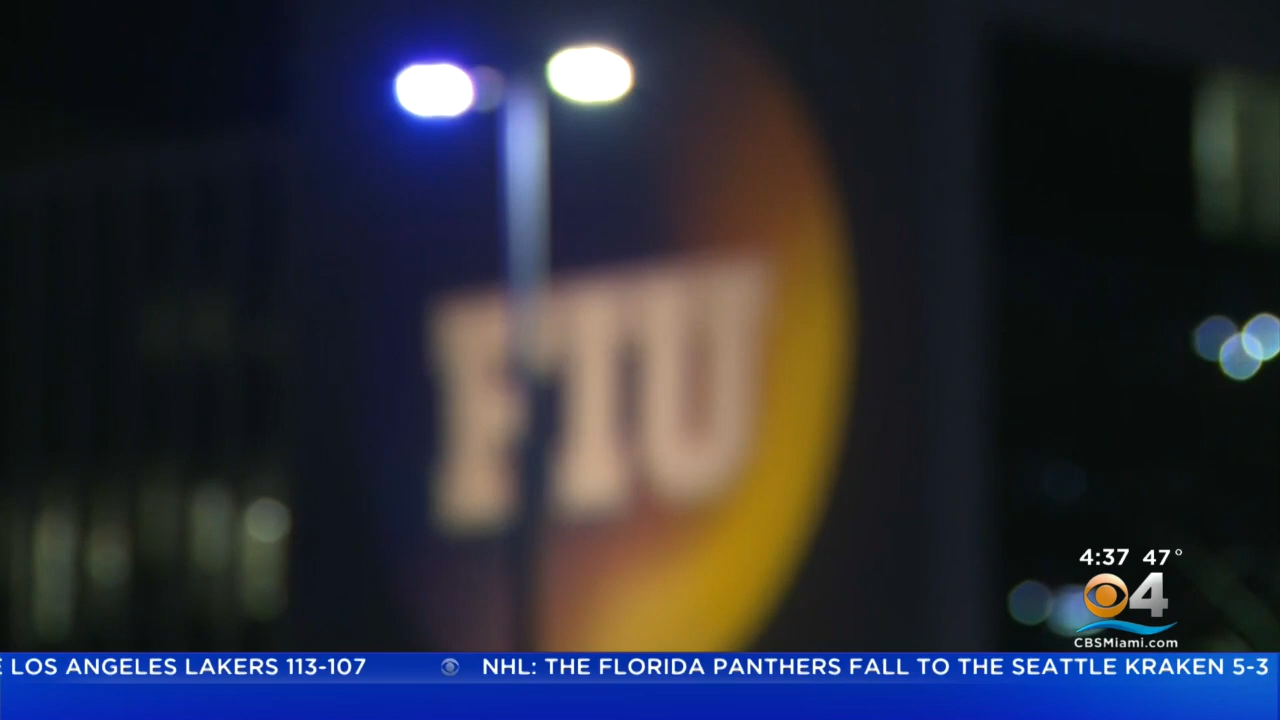 FIU
4:37 47°
4
CBSMiami.com
LOS ANGELES LAKERS 113-107 NHL: THE FLORIDA PANTHERS FALL TO THE SEATTLE KRAKEN 5-3